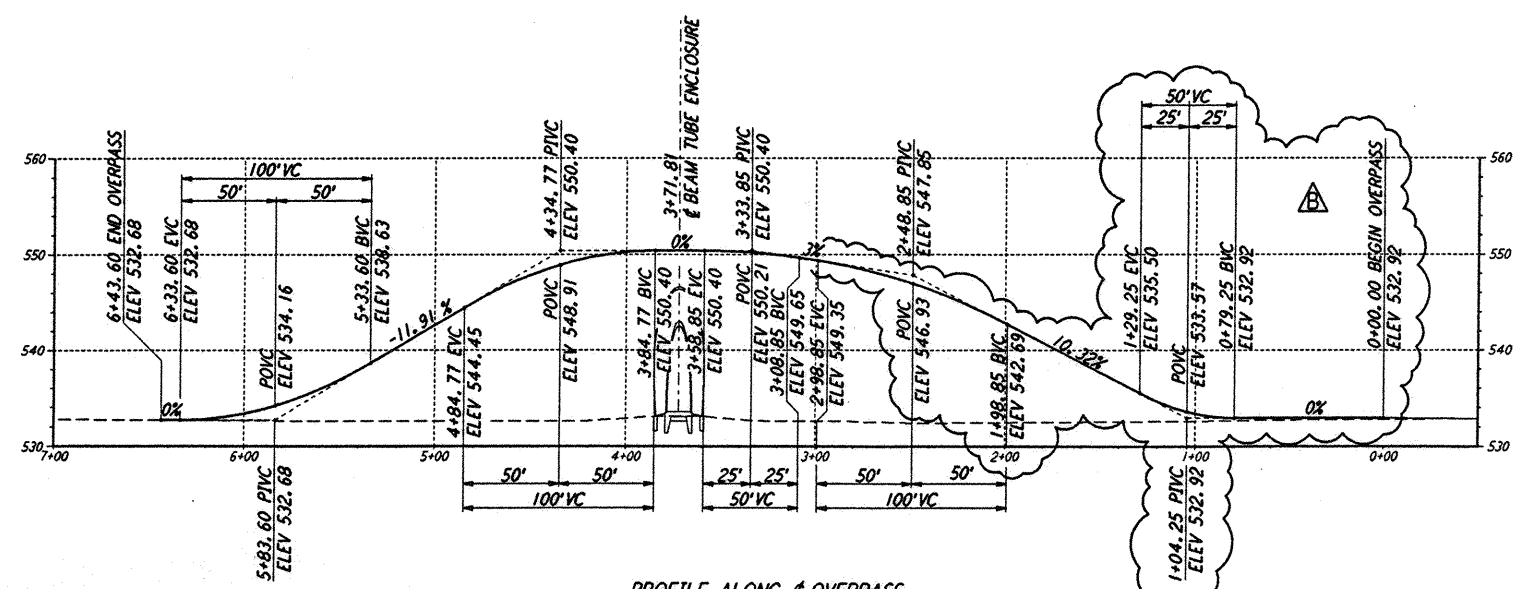 6+43.60 END OVERPASS
ELEV 532.68
6+33.60 EVC
ELEV 532.68
100' VC
50'
50'
POVC
ELEV 534.16
5+33.60 BVC
ELEV 538.63
-11.91 %
4+84.77 EVC
ELEV 544.45
4+34.77 PIVC
ELEV 550.40
POVC
ELEV 548.91
3+84.77 BVC
ELEV 550.40
3+71.81
℄ BEAM TUBE ENCLOSURE
0%
3+58.85 EVC
ELEV 550.40
3+33.85 PIVC
ELEV 550.40
POVC
ELEV 550.21
3+08.85 BVC
ELEV 549.65
2+98.85 EVC
ELEV 549.35
3%
2+48.85 PIVC
ELEV 547.85
POVC
ELEV 546.93
1+98.85 BVC
ELEV 542.69
10.32%
50' VC
25'
25'
1+29.25 EVC
ELEV 535.50
POVC
ELEV 533.57
0+79.25 BVC
ELEV 532.92
B
0+00.00 BEGIN OVERPASS
ELEV 532.92
0%
0%
560
550
540
530
560
550
540
530
7+00
6+00
5+00
4+00
3+00
2+00
1+00
0+00
5+83.60 PIVC
ELEV 532.68
50'
50'
100' VC
25'
25'
50' VC
50'
50'
100' VC
1+04.25 PIVC
ELEV 532.92
PROFILE ALONG ℄ OVERPASS